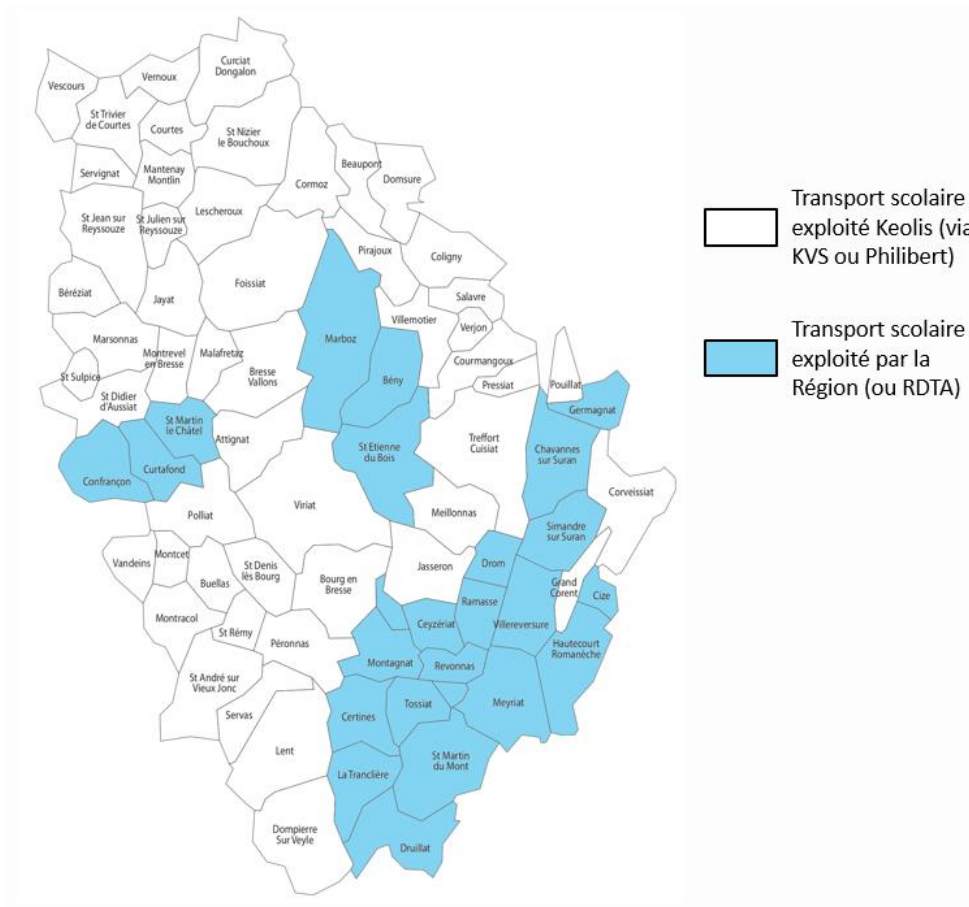 Curciat
Dongalon
Vescours
Vernoux
St Trivier
de Courtes
Courtes
St Nizier
le Bouchoux
Servignat
Mantenay
Montlin
Cormoz
Beaupont
Domsure
St Jean sur
Reyssouze
St Julien sur
Reyssouze
Lescheroux
Pirajoux
Coligny
Foissiat
Béréziat
Jayat
Salavre
Marsonnas
Villemotier
Verjon
Marboz
Montrevel
en Bresse
Malafretaz
Courmangoux
St Sulpice
Bresse
Vallons
Bény
Pressiat
Pouillat
St Didier
d'Aussiat
Germagnat
St Martin
le Châtel
Attignat
St Etienne
du Bois
Treffort
Cuisiat
Chavannes
sur Suran
Curtafond
Confrançon
Corveissiat
Polliat
Viriat
Meillonnas
Simandre
sur Suran
Vandeins
Montcet
Buellas
St Denis
lès Bourg
Bourg en
Bresse
Jasseron
Drom
Grand
Corent
Cize
Ramasse
Montracol
St Rémy
Ceyzériat
Villereversure
Péronnas
Hautecourt
Romanèche
Montagnat
Revonnas
St André sur
Vieux Jonc
Servas
Certines
Tossiat
Meyriat
Lent
St Martin
du Mont
La Tranclière
Dompierre
Sur Veyle
Druillat
Transport scolaire
exploité Keolis (via
KVS ou Philibert)
Transport scolaire
exploité par la
Région (ou RDTA)